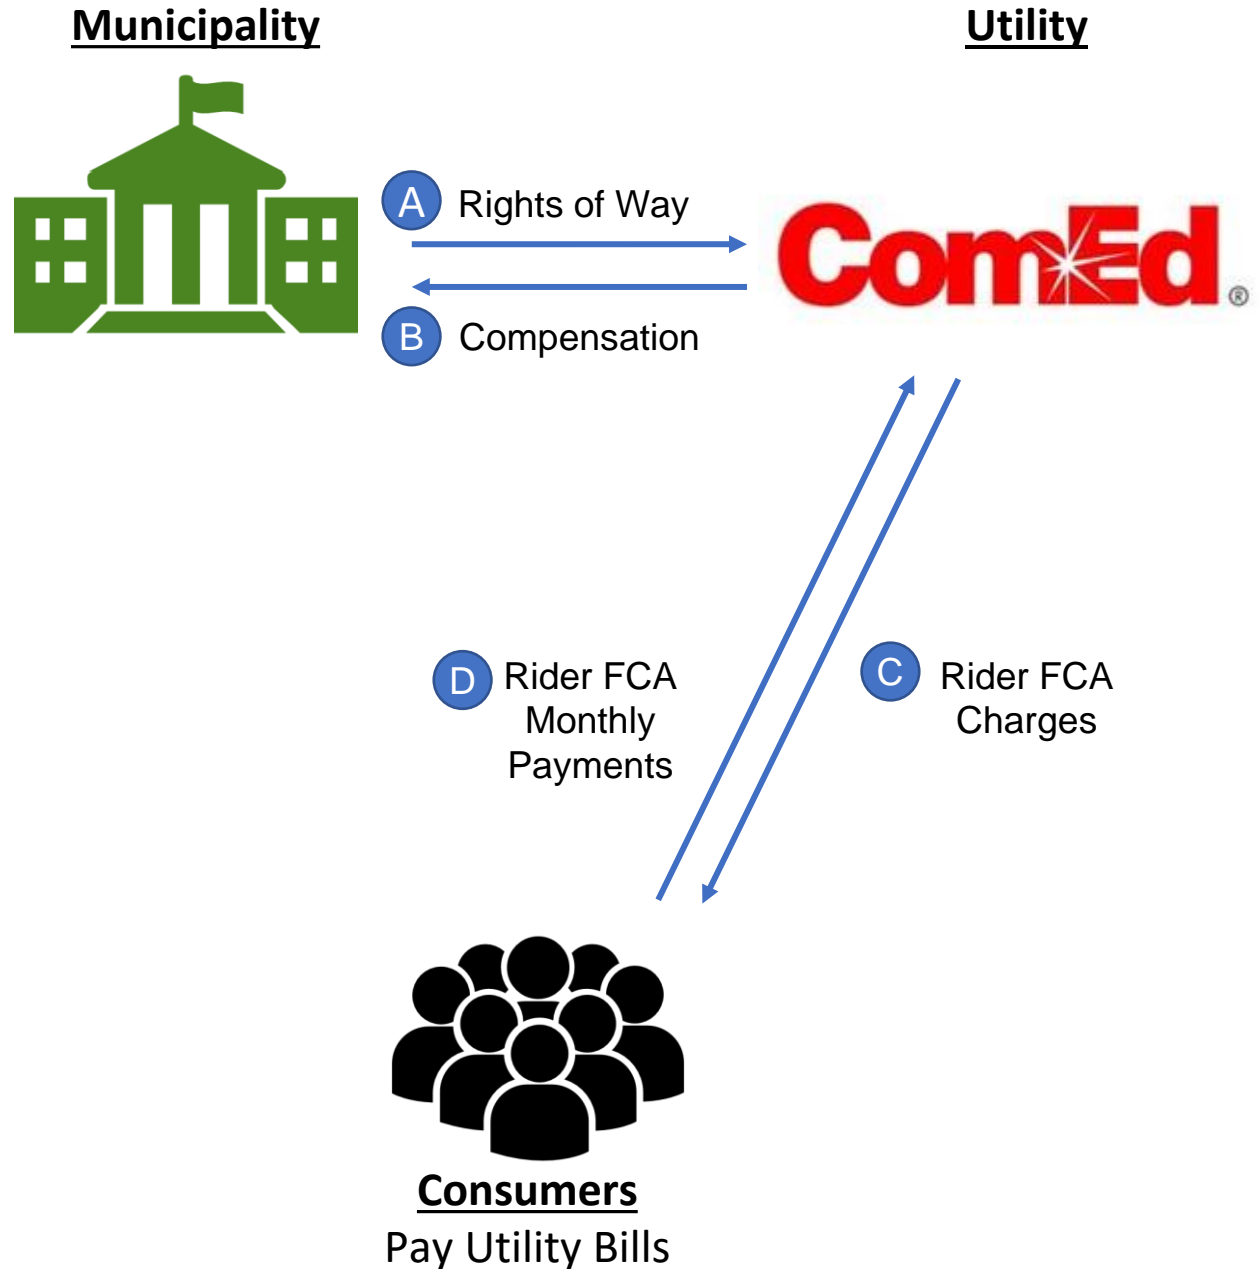 Municipality
Utility
A Rights of Way
ComEd®
B Compensation
D Rider FCA
Monthly
Payments
C Rider FCA
Charges
Consumers
Pay Utility Bills